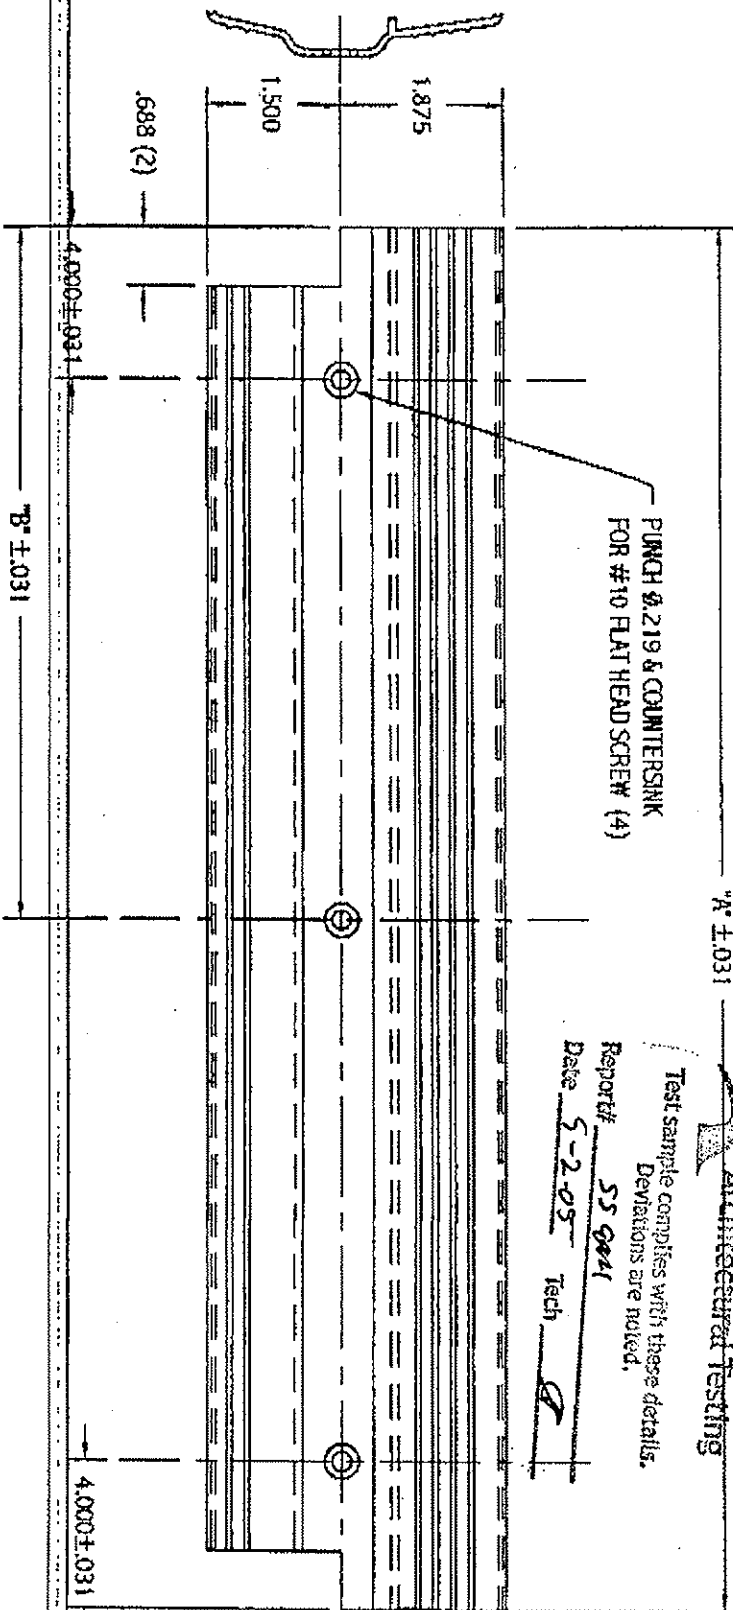 "A" ±.031
Architectural Testing
Test sample complies with these details.
Deviations are noted.
Report#
Date 5-2-05 Tech
PUNCH Ø.219 & COUNTERSINK
FOR #10 FLAT HEAD SCREW (4)
1.875
1.500
.688 (2)
4.000±.031
4.000±.031
"B" ±.031